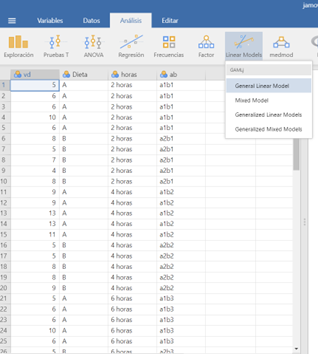 jamov
Variables Datos Análisis Editar
Exploración Pruebas T ANOVA Regresión Frecuencias Factor Linear Models medmod
GAMLj
General Linear Model
Mixed Model
Generalized Linear Models
Generalized Mixed Models
vd Dieta horas ab
1 5 A 2 horas a1b1
2 6 A 2 horas a1b1
3 6 A 2 horas a1b1
4 10 A 2 horas a1b1
5 6 A 2 horas a1b1
6 8 B 2 horas a2b1
7 5 B 2 horas a2b1
8 7 B 2 horas a2b1
9 4 B 2 horas a2b1
10 8 B 2 horas a2b1
11 9 A 4 horas a1b2
12 9 A 4 horas a1b2
13 13 A 4 horas a1b2
14 13 A 4 horas a1b2
15 11 A 4 horas a1b2
16 5 B 4 horas a2b2
17 5 B 4 horas a2b2
18 8 B 4 horas a2b2
19 8 B 4 horas a2b2
20 9 B 4 horas a2b2
21 5 A 6 horas a1b3
22 6 A 6 horas a1b3
23 6 A 6 horas a1b3
24 10 A 6 horas a1b3
25 6 A 6 horas a1b3
26 5 B 6 horas a2b3